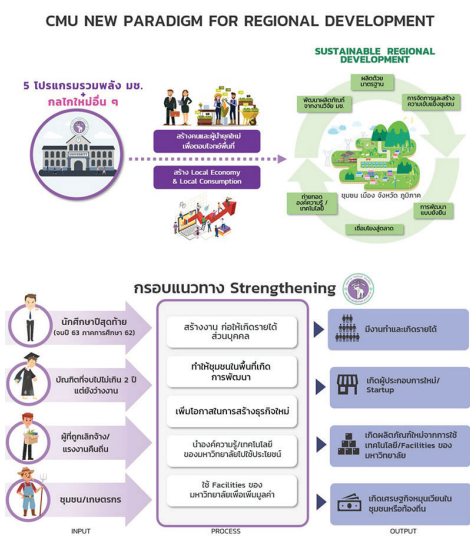 CMU NEW PARADIGM FOR REGIONAL DEVELOPMENT
5 โปรแกรมรวมพลัง มช.
+
กลไกใหม่อื่น ๆ
สร้างคนและผู้นำยุคใหม่
เพื่อตอบโจทย์พื้นที่
สร้าง Local Economy
& Local Consumption
SUSTAINABLE REGIONAL
DEVELOPMENT
ผลิตด้วย
มาตรฐาน
พัฒนาผลิตภัณฑ์
จากงานวิจัย มช.
การจัดการดูแลสร้าง
ความเข้มแข็งชุมชน
ถ่ายทอด
องค์ความรู้ /
เทคโนโลยี
ชุมชน เมือง จังหวัด ภูมิภาค
การพัฒนา
แบบยั่งยืน
เชื่อมโยงสู่ตลาด
กรอบแนวทาง Strengthening
นักศึกษาปีสุดท้าย
(จบปี 63 ภาคการศึกษา 62)
บัณฑิตที่จบไปไม่เกิน 2 ปี
แต่ยังว่างงาน
ผู้ที่ถูกเลิกจ้าง/
แรงงานคืนถิ่น
ชุมชน/เกษตรกร
สร้างงาน ก่อให้เกิดรายได้
ส่วนบุคคล
ทำให้ชุมชนในพื้นที่เกิด
การพัฒนา
เพิ่มโอกาสในการสร้างธุรกิจใหม่
นำองค์ความรู้/เทคโนโลยี
ของมหาวิทยาลัยไปใช้ประโยชน์
ใช้ Facilities ของ
มหาวิทยาลัยเพื่อเพิ่มมูลค่า
มีงานทำและเกิดรายได้
เกิดผู้ประกอบการใหม่/
Startup
เกิดผลิตภัณฑ์ใหม่จากการใช้
เทคโนโลยี/Facilities ของ
มหาวิทยาลัย
เกิดเศรษฐกิจหมุนเวียนใน
ชุมชนหรือท้องถิ่น
INPUT
PROCESS
OUTPUT